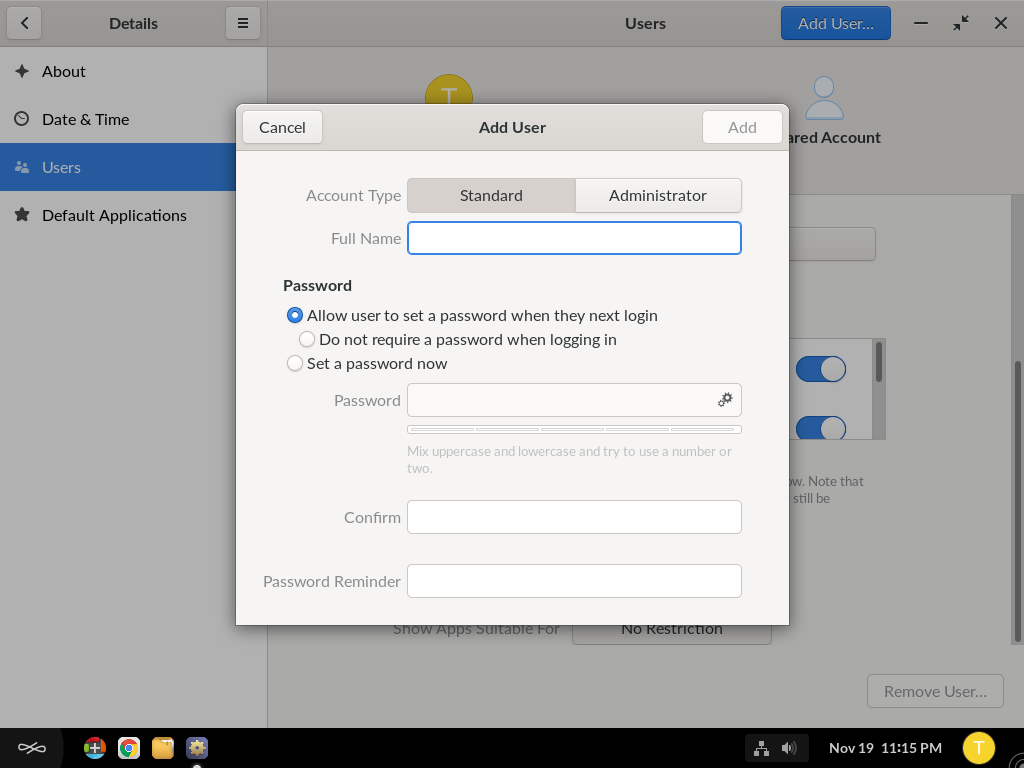 Details
Users
Add User...
About
T
Date & Time
ared Account
Users
Default Applications
Cancel
Add User
Add
Account Type
Standard
Administrator
Full Name
Password
Allow user to set a password when they next login
Do not require a password when logging in
Set a password now
Password
Mix uppercase and lowercase and try to use a number or
two.
ow. Note that
still be
Confirm
Password Reminder
Show Apps Suitable For
No Restriction
Remove User...
Nov 19 11:15 PM
T